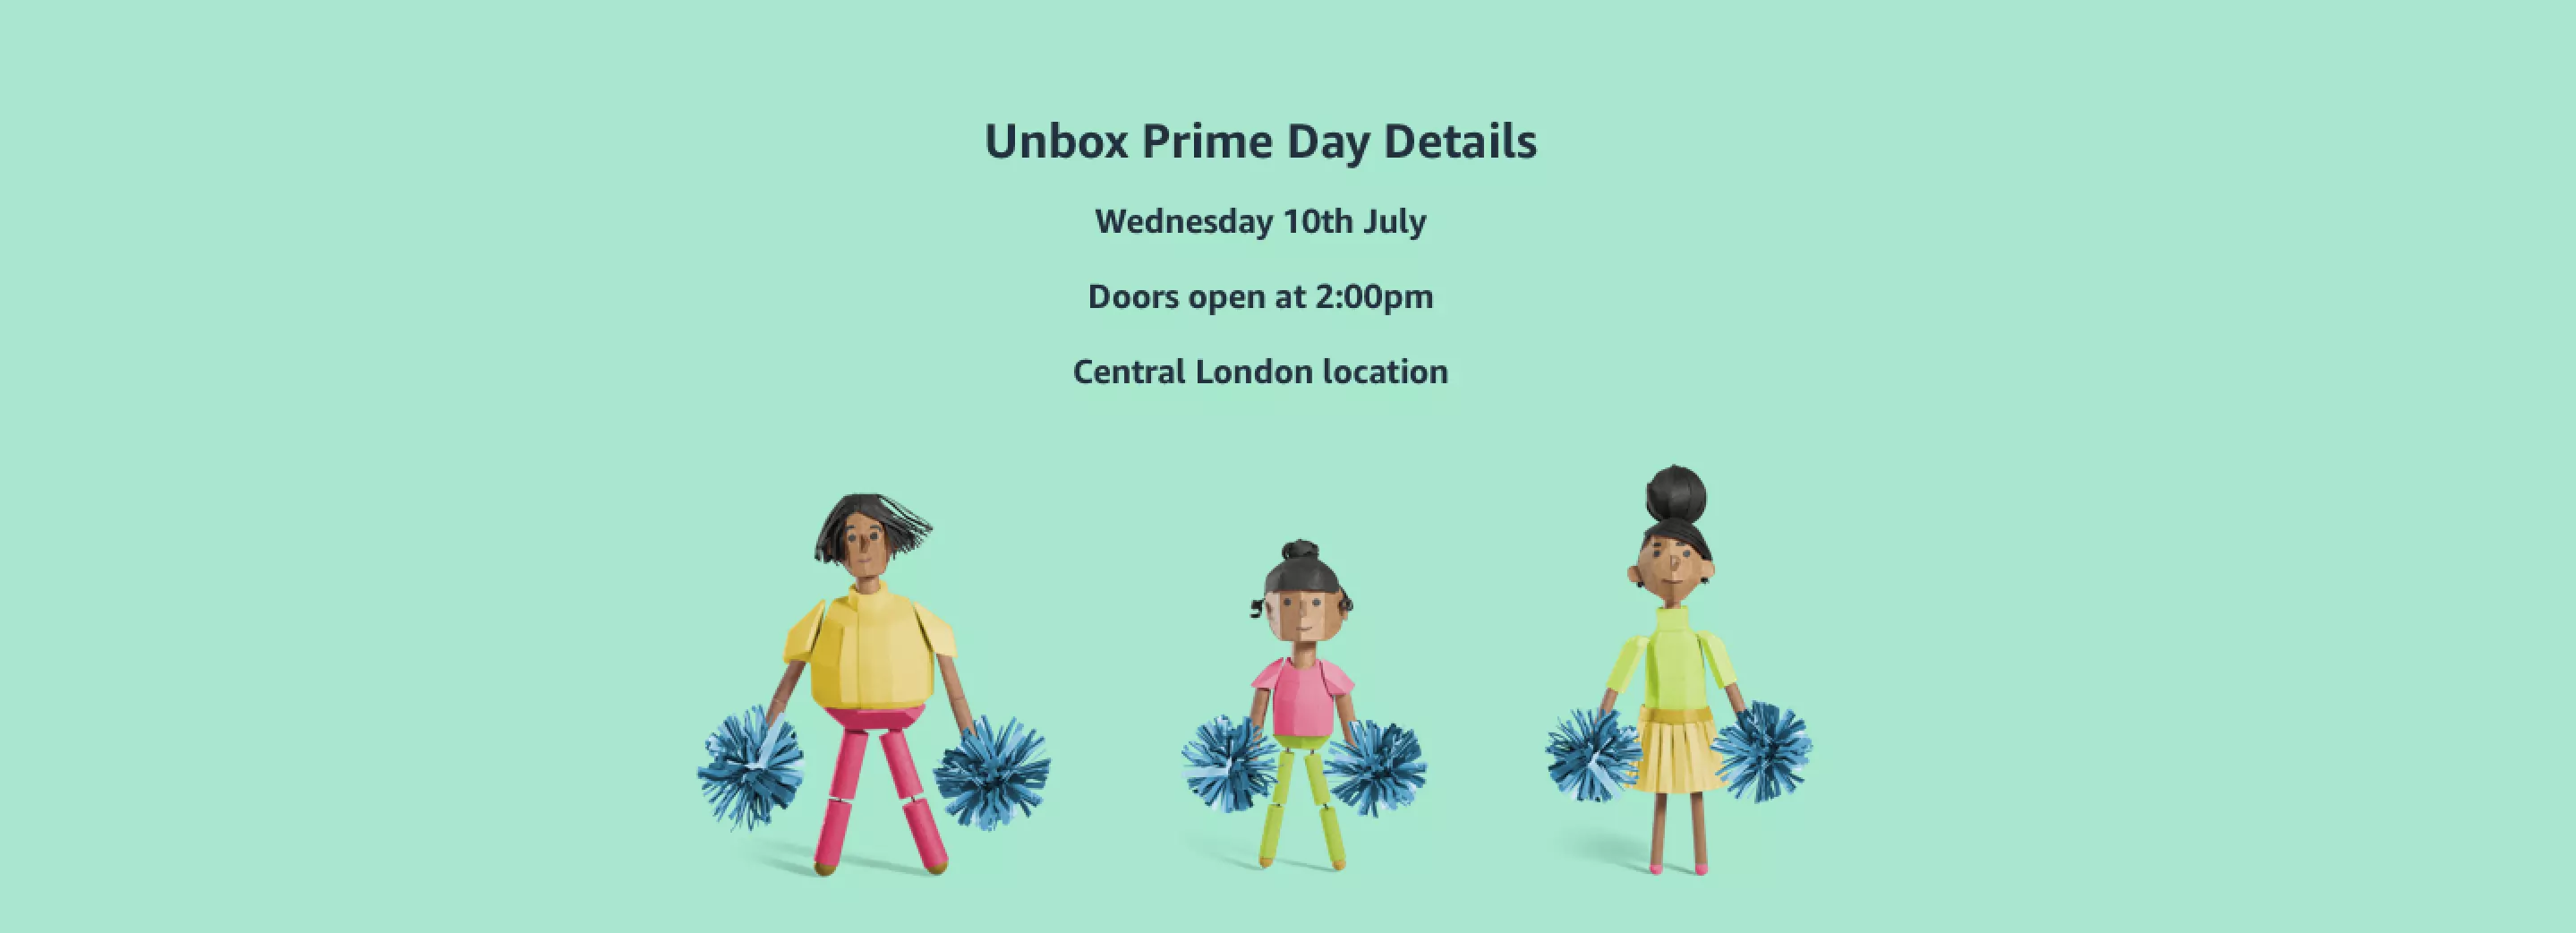 Unbox Prime Day Details
Wednesday 10th July
Doors open at 2:00pm
Central London location